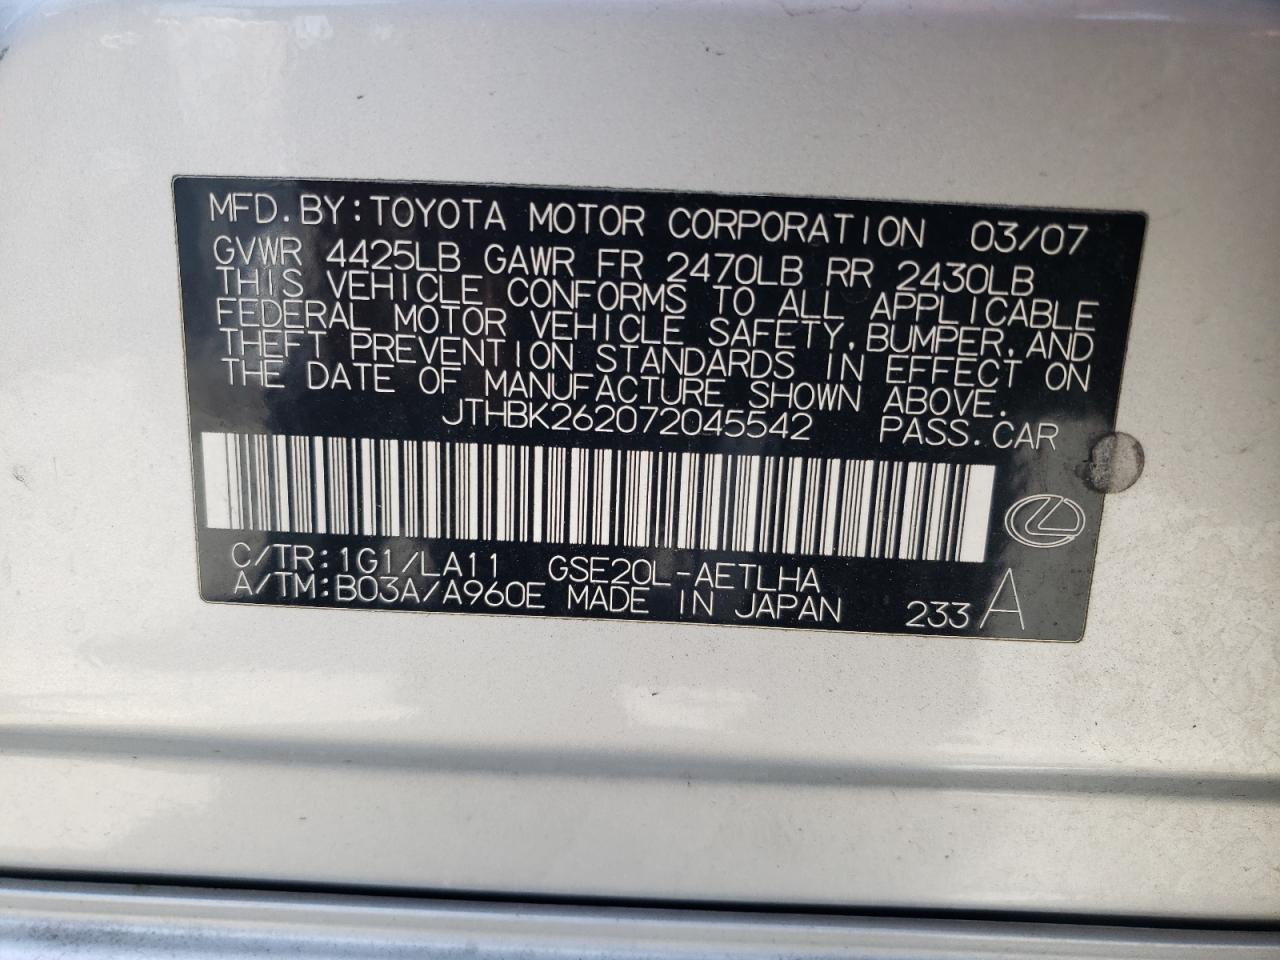 MFD. BY: TOYOTA MOTOR CORPORATION 03/07
GVWR 4425LB GAWR FR 2470LB RR 2430LB
THIS VEHICLE CONFORMS TO ALL APPLICABLE
FEDERAL MOTOR VEHICLE SAFETY, BUMPER, AND
THEFT PREVENTION STANDARDS IN EFFECT ON
THE DATE OF MANUFACTURE SHOWN ABOVE.
JTHBK262072045542 PASS. CAR
C/TR: 1G1/LA11 GSE20L-AETLHA
A/TM: B03A/A960E MADE IN JAPAN 233 A